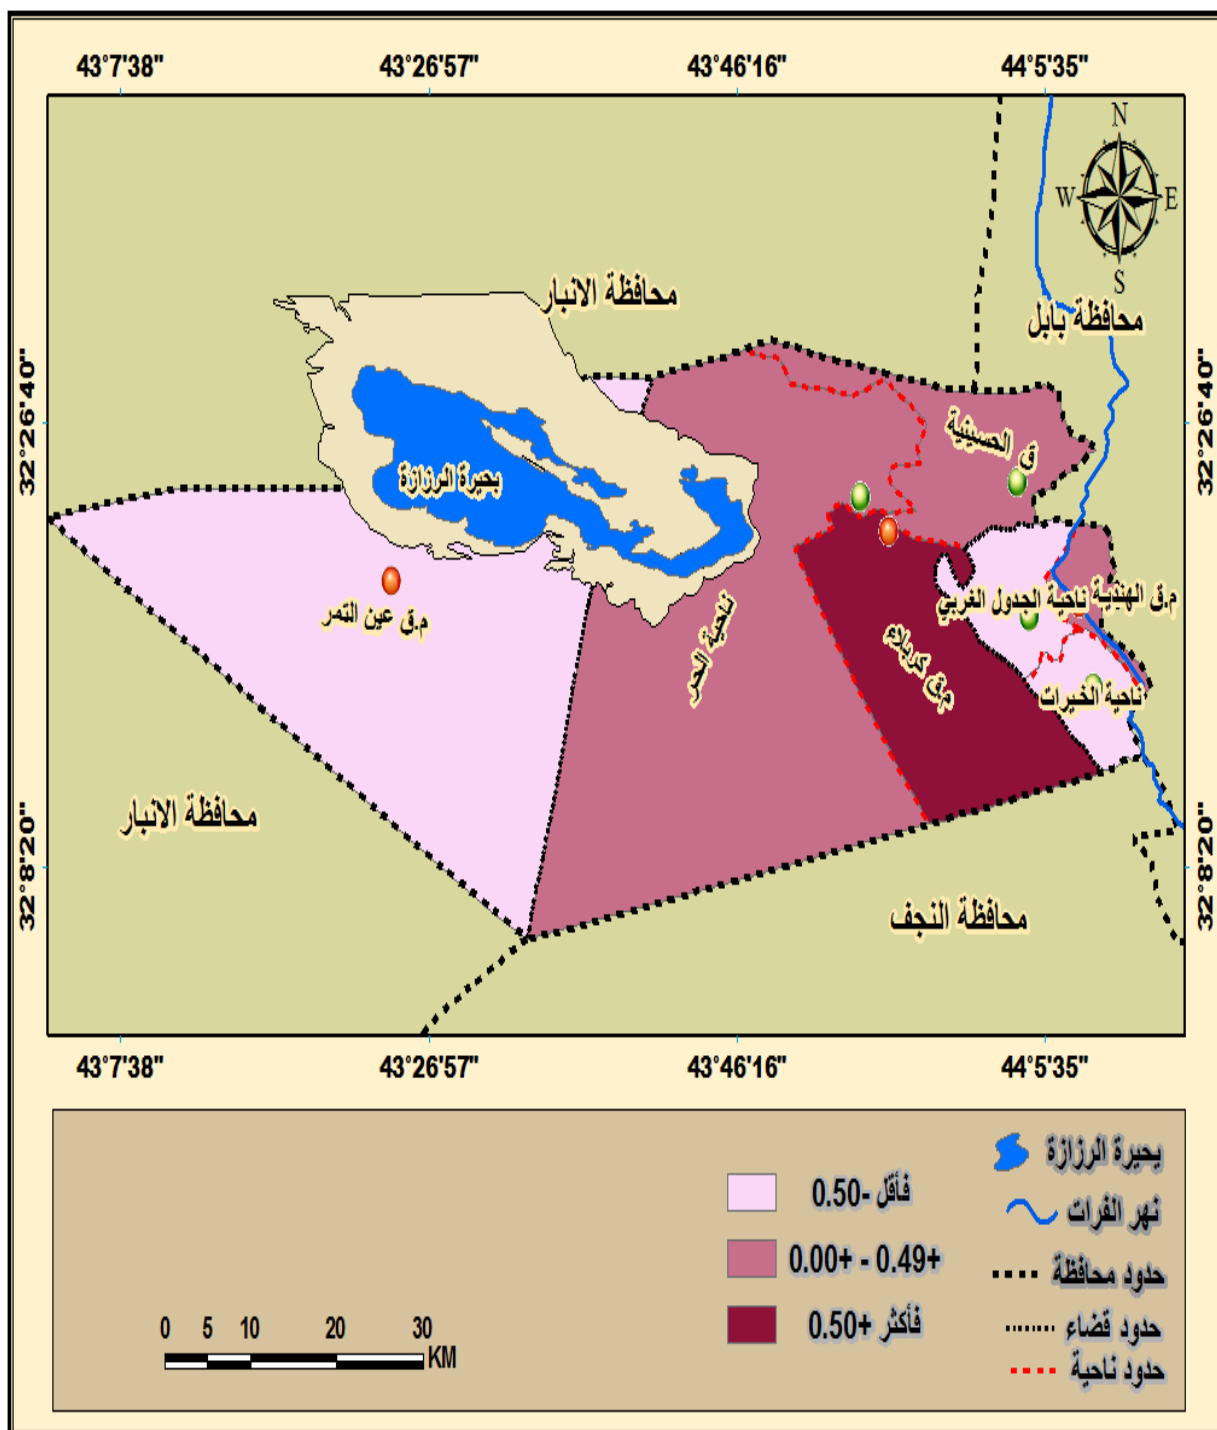 43°7'38" 43°26'57" 43°46'16" 44°5'35"
N
W E
S
محافظة الانبار
محافظة بابل
32°26'40" 32°26'40"
ق الحسينية
بحيرة الرزازة
م.ق عين التمر
ناحية الحر
م.ق كربلاء
ناحية الجدول الغربي
م.ق الهندية
ناحية الخيرات
محافظة الانبار
32°8'20" 32°8'20"
محافظة النجف
43°7'38" 43°26'57" 43°46'16" 44°5'35"
يحيرة الرزازة
نهر الفرات
حدود محافظة
حدود قضاء
حدود ناحية
فأقل -0.50
0.00+ - 0.49+
فأكثر +0.50
0 5 10 20 30
KM